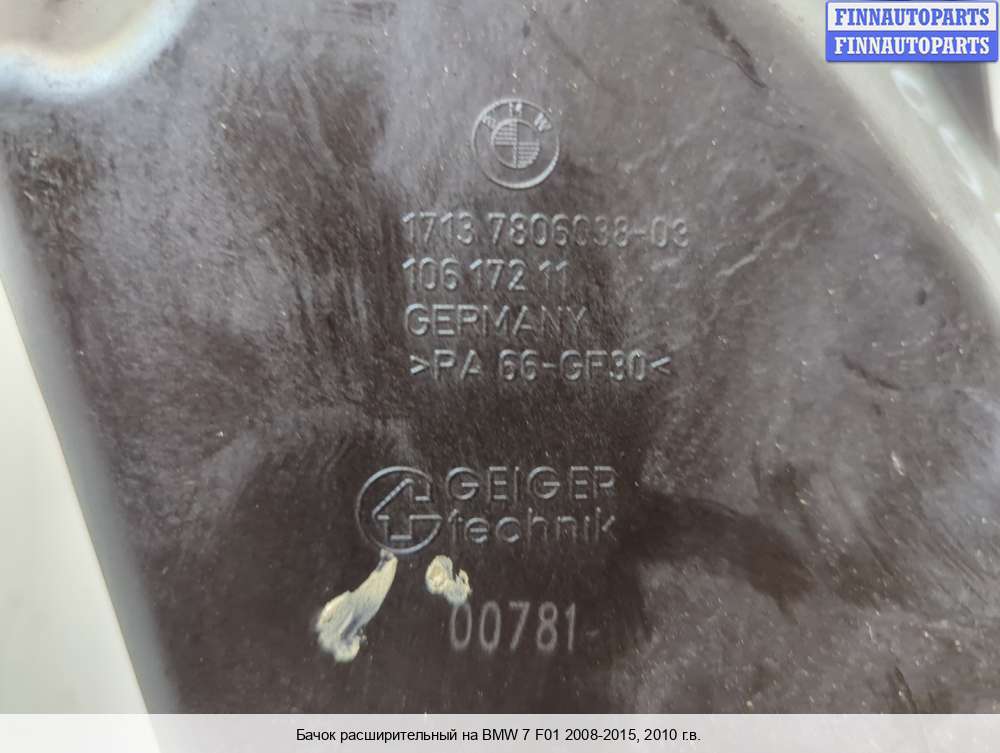 FINNAUTOPARTS
FINNAUTOPARTS
BMW
1713 7806038-03
106 172 11
GERMANY
>PA 66-GF30<
GEIGER
technik
00781-
Бачок расширительный на BMW 7 F01 2008-2015, 2010 г.в.